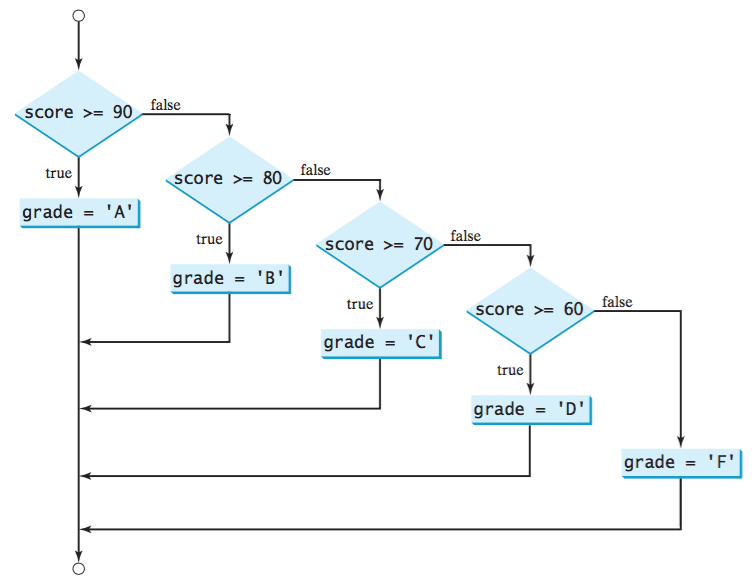 score >= 90
false
true
grade = 'A'
score >= 80
false
true
grade = 'B'
score >= 70
false
true
grade = 'C'
score >= 60
false
true
grade = 'D'
grade = 'F'